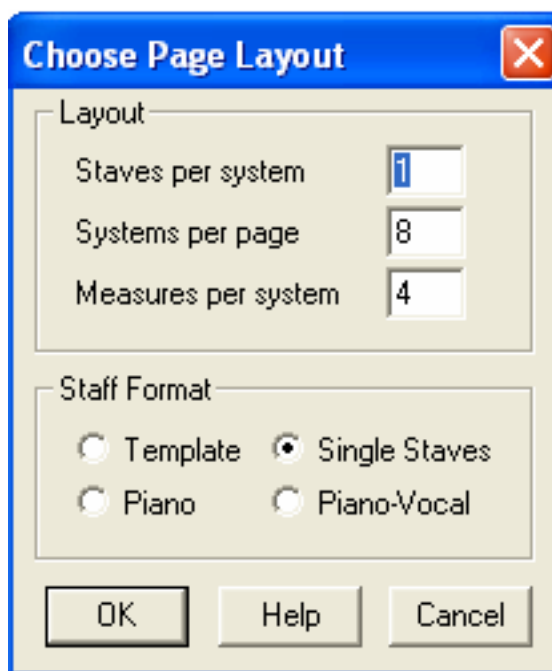 Choose Page Layout
Layout
Staves per system 1
Systems per page 8
Measures per system 4
Staff Format
Template Single Staves
Piano Piano-Vocal
OK Help Cancel